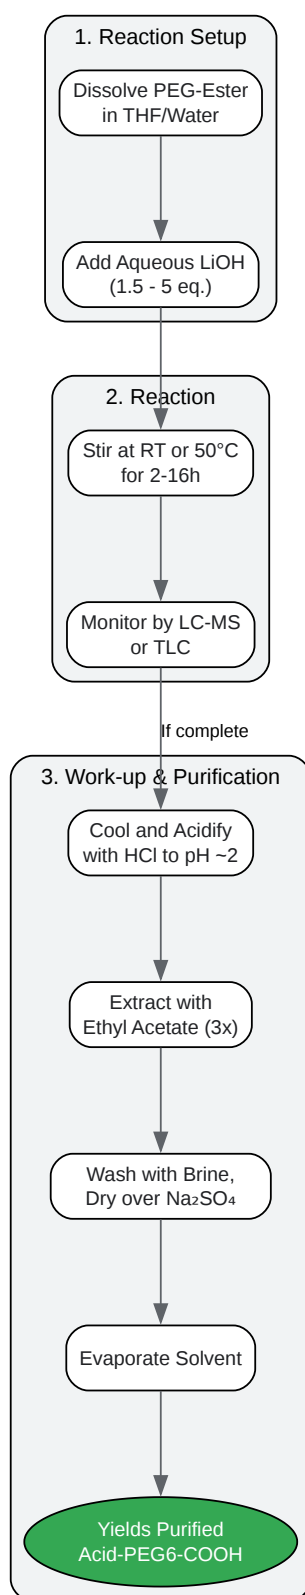 1. Reaction Setup
Dissolve PEG-Ester
in THF/Water
Add Aqueous LiOH
(1.5 - 5 eq.)
2. Reaction
Stir at RT or 50°C
for 2-16h
Monitor by LC-MS
or TLC
If complete
3. Work-up & Purification
Cool and Acidify
with HCl to pH ~2
Extract with
Ethyl Acetate (3x)
Wash with Brine,
Dry over Na₂SO₄
Evaporate Solvent
Yields Purified
Acid-PEG6-COOH